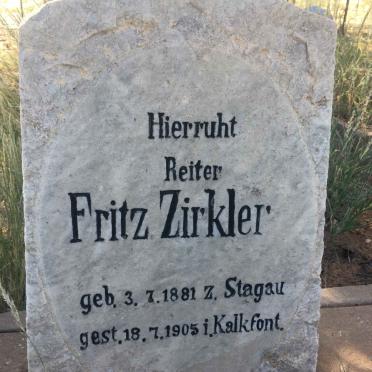 Hierruht
Reiter
Fritz Zirkler
geb. 3. 7. 1881 z. Stagau
gest. 18. 7. 1905 i. Kalkfont.